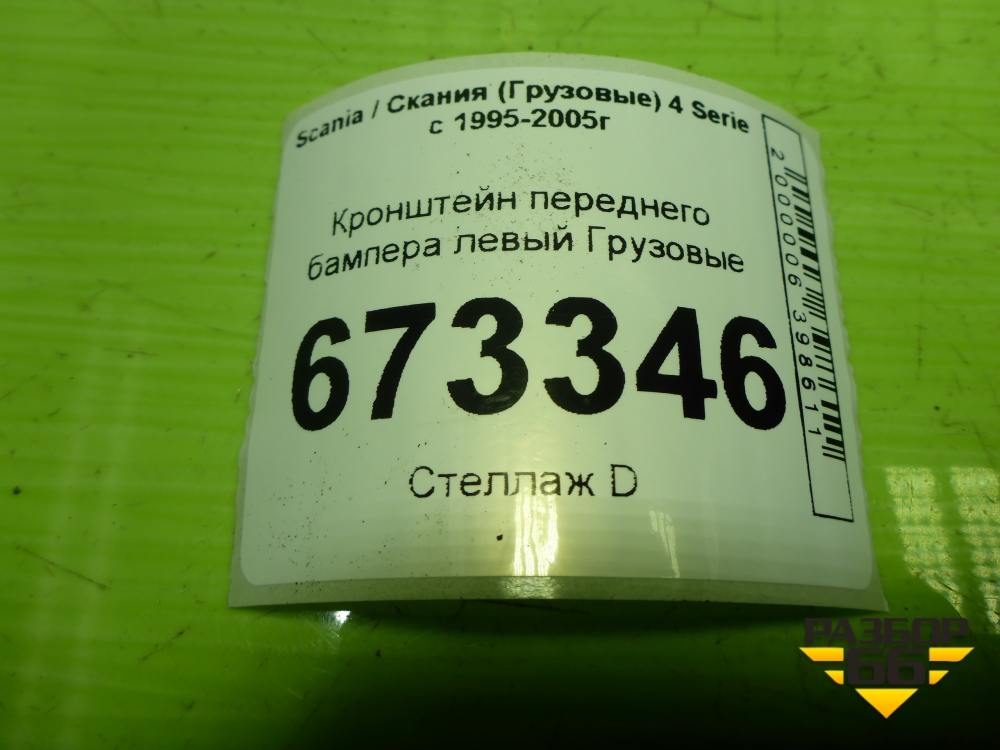 Scania / Скания (Грузовые) 4 Serie
с 1995-2005г
Кронштейн переднего
бампера левый Грузовые
673346
Стеллаж D
2000006398611
РАЗБОР
66